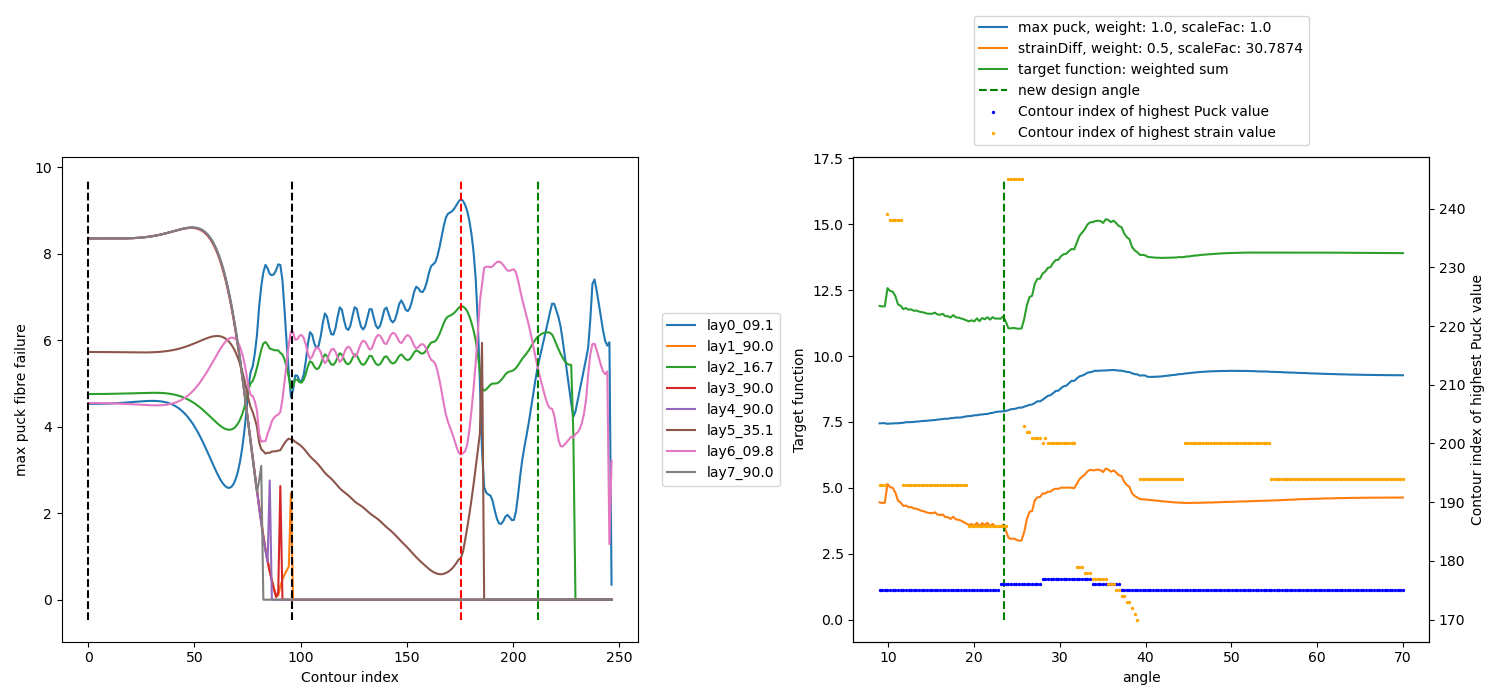 max puck, weight: 1.0, scaleFac: 1.0
strainDiff, weight: 0.5, scaleFac: 30.7874
target function: weighted sum
new design angle
Contour index of highest Puck value
Contour index of highest strain value
10
8
6
4
2
0
max puck fibre failure
0 50 100 150 200 250
Contour index
lay0_09.1
lay1_90.0
lay2_16.7
lay3_90.0
lay4_90.0
lay5_35.1
lay6_09.8
lay7_90.0
17.5
15.0
12.5
10.0
7.5
5.0
2.5
0.0
Target function
10 20 30 40 50 60 70
angle
240
230
220
210
200
190
180
170
Contour index of highest Puck value